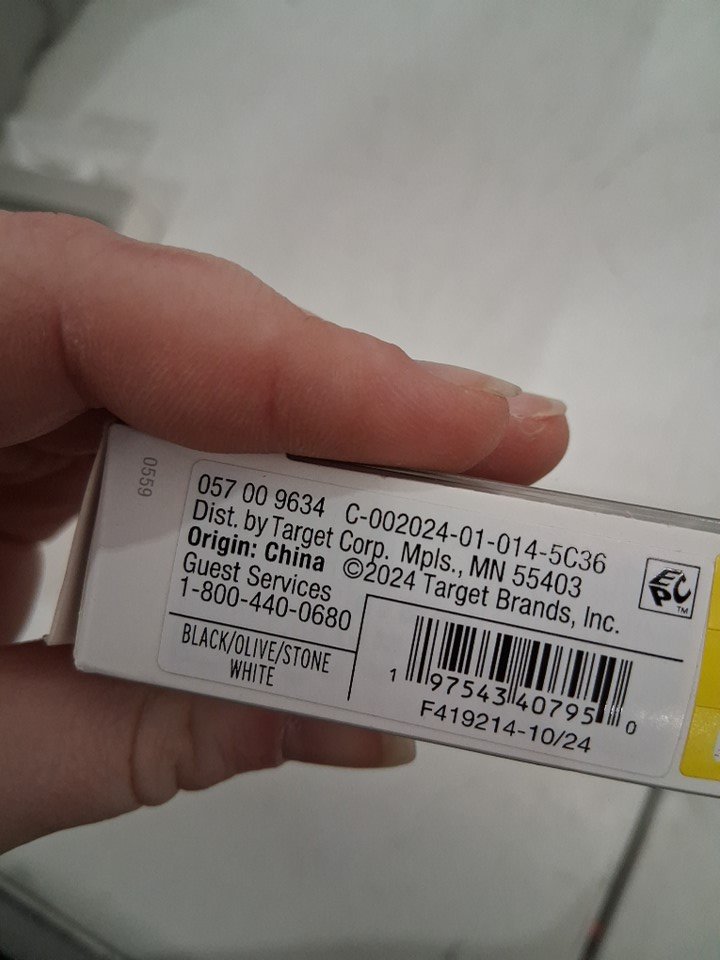 0559
057 00 9634 C-002024-01-014-5C36
Dist. by Target Corp. Mpls., MN 55403
Origin: China ©2024 Target Brands, Inc.
Guest Services
1-800-440-0680
EPC™
BLACK/OLIVE/STONE
WHITE
1 97543 40795 0
F419214-10/24